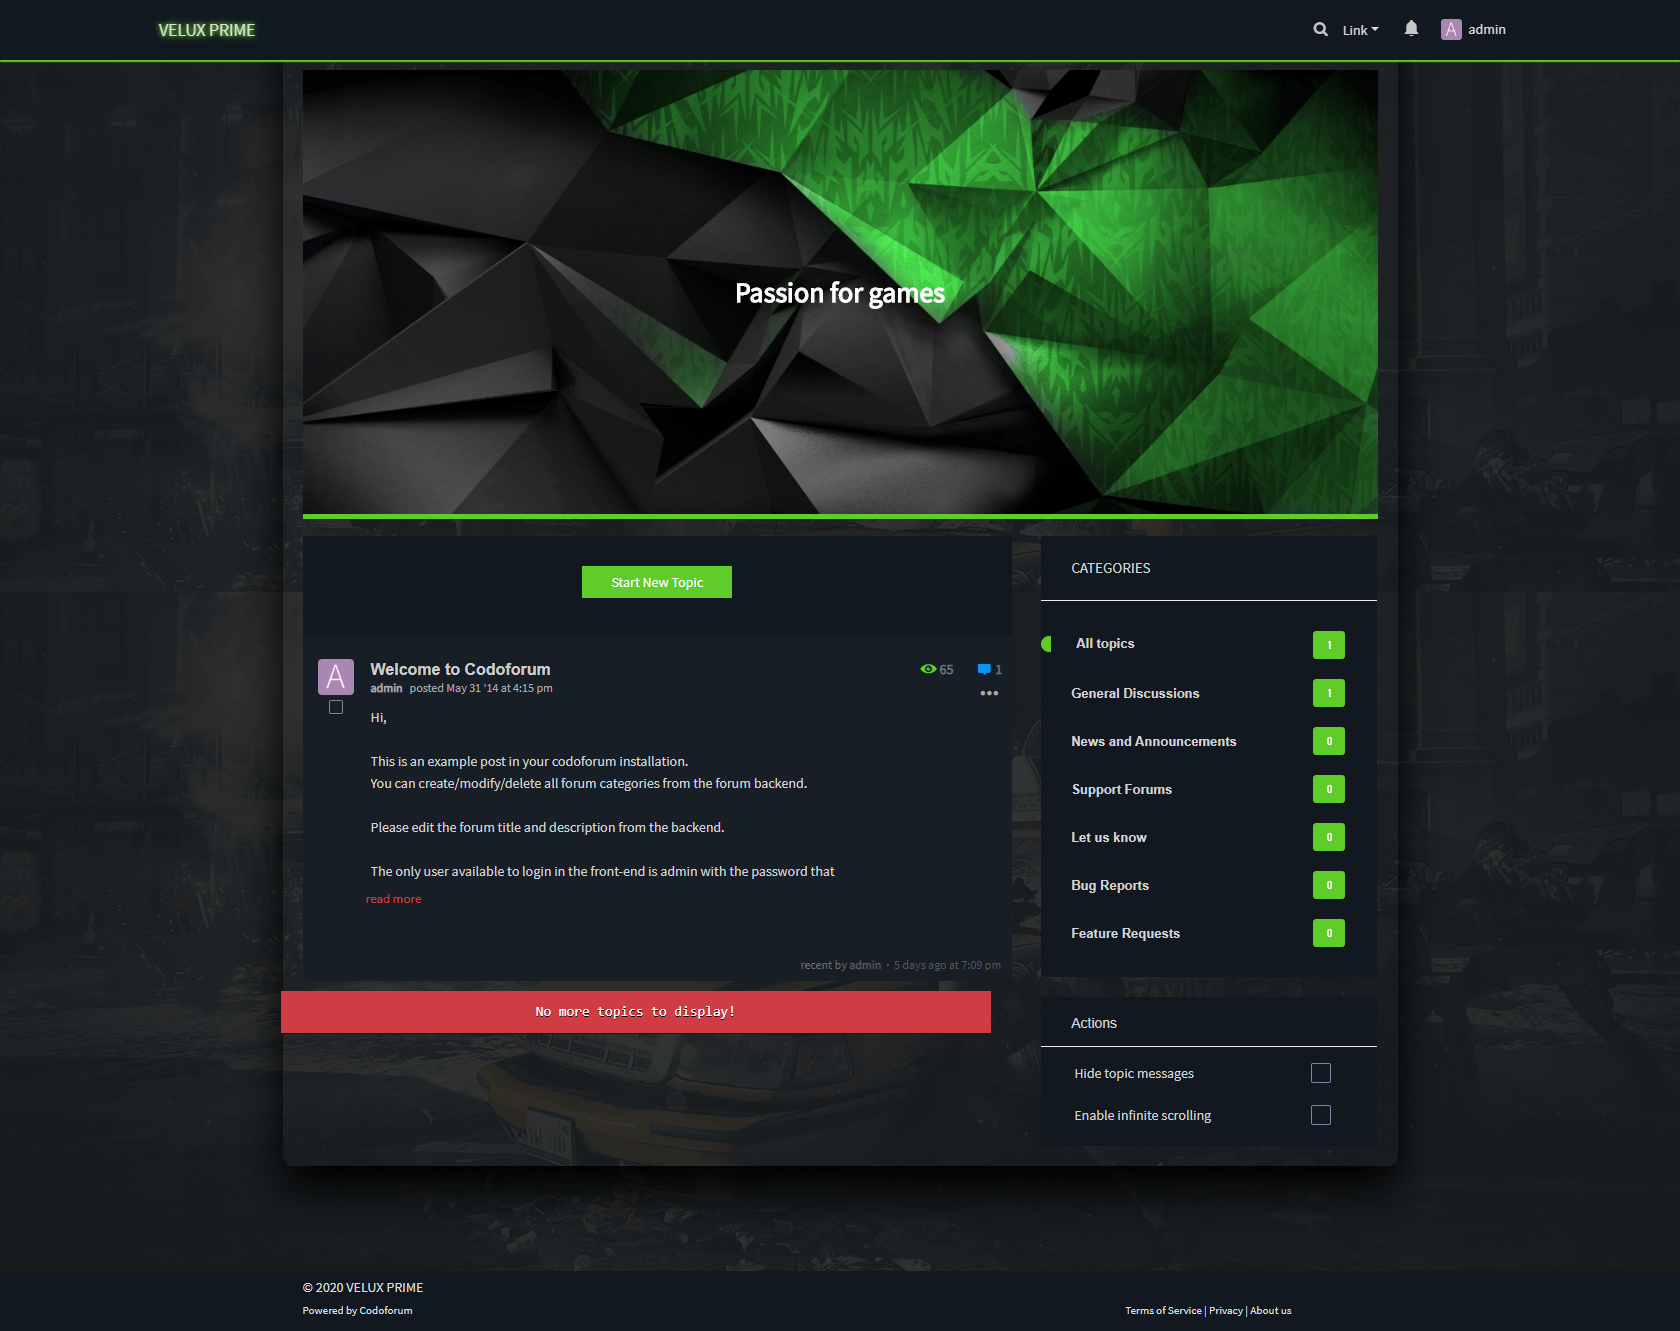 VELUX PRIME
Link
A admin
Passion for games
Start New Topic
A
Welcome to Codoforum
65
1
admin posted May 31 '14 at 4:15 pm
Hi,
This is an example post in your codoforum installation.
You can create/modify/delete all forum categories from the forum backend.
Please edit the forum title and description from the backend.
The only user available to login in the front-end is admin with the password that
read more
recent by admin · 5 days ago at 7:09 pm
No more topics to display!
CATEGORIES
All topics 1
General Discussions 1
News and Announcements 0
Support Forums 0
Let us know 0
Bug Reports 0
Feature Requests 0
Actions
Hide topic messages
Enable infinite scrolling
© 2020 VELUX PRIME
Powered by Codoforum
Terms of Service | Privacy | About us